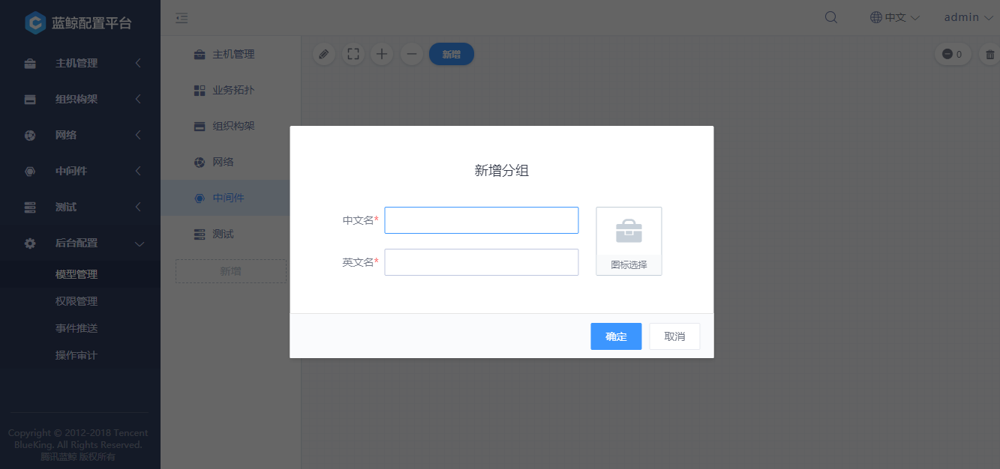 蓝鲸配置平台
主机管理
组织构架
网络
中间件
测试
后台配置
模型管理
权限管理
事件推送
操作审计
Copyright © 2012-2018 Tencent
BlueKing. All Rights Reserved.
腾讯蓝鲸 版权所有
中文
admin
主机管理
业务拓扑
组织构架
网络
中间件
测试
新增
新增
0
新增分组
中文名*
英文名*
图标选择
确定
取消